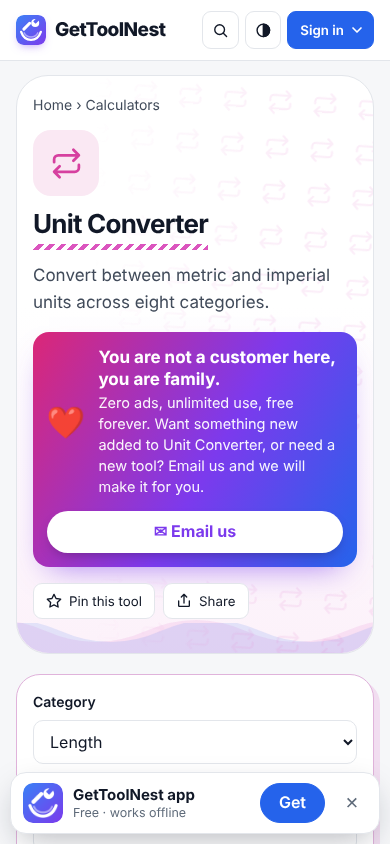 GetToolNest
Sign in
Home › Calculators
Unit Converter
Convert between metric and imperial
units across eight categories.
You are not a customer here,
you are family.
Zero ads, unlimited use, free
forever. Want something new
added to Unit Converter, or need a
new tool? Email us and we will
make it for you.
✉ Email us
Pin this tool
Share
Category
Length
GetToolNest app
Free · works offline
Get